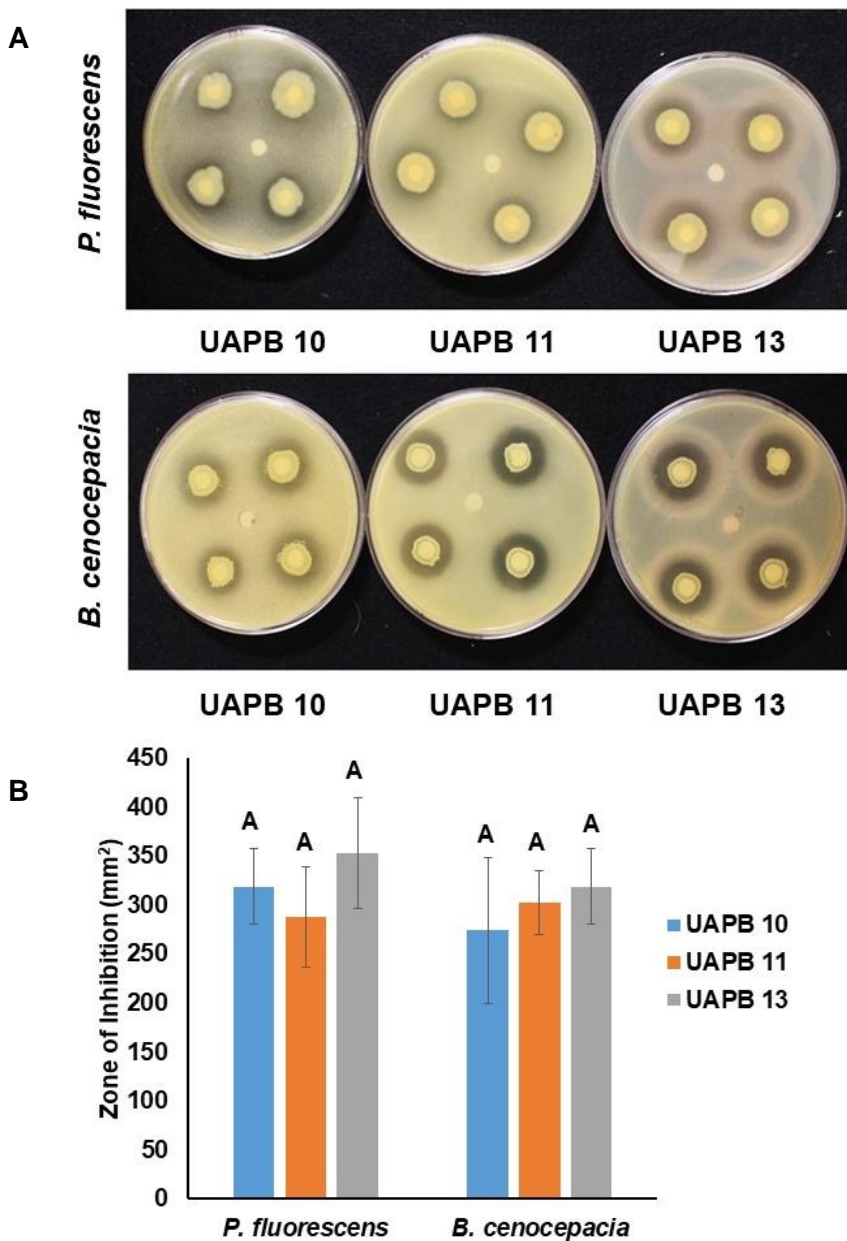 A
P. fluorescens
UAPB 10 UAPB 11 UAPB 13
B. cenocepacia
UAPB 10 UAPB 11 UAPB 13
B
Zone of Inhibition (mm²)
450
400
350
300
250
200
150
100
50
0
A A A A A A
P. fluorescens B. cenocepacia
UAPB 10
UAPB 11
UAPB 13